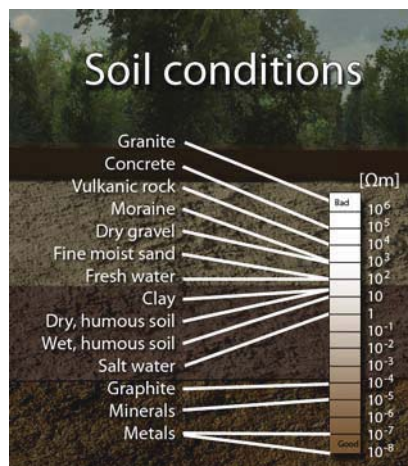 Soil conditions
Granite
Concrete
Vulkanic rock
Moraine
Dry gravel
Fine moist sand
Fresh water
Clay
Dry, humous soil
Wet, humous soil
Salt water
Graphite
Minerals
Metals
[Ωm]
Bad
10⁶
10⁵
10⁴
10³
10²
10
1
10⁻¹
10⁻²
10⁻³
10⁻⁴
10⁻⁵
10⁻⁶
10⁻⁷
Good
10⁻⁸